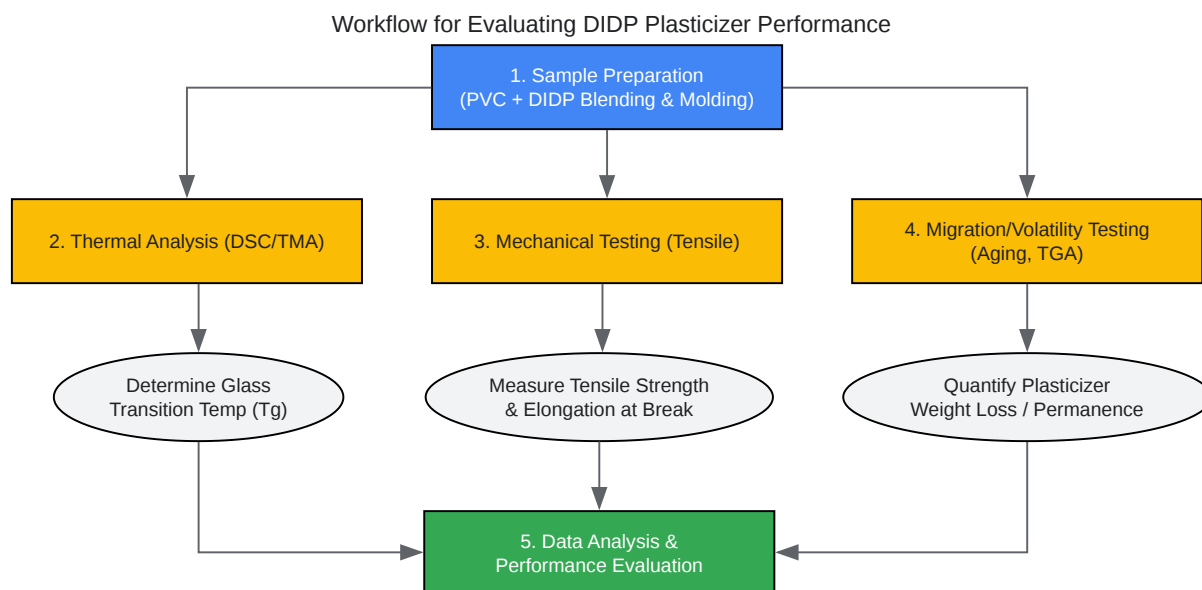 Workflow for Evaluating DIDP Plasticizer Performance
1. Sample Preparation
(PVC + DIDP Blending & Molding)
2. Thermal Analysis (DSC/TMA)
3. Mechanical Testing (Tensile)
4. Migration/Volatility Testing
(Aging, TGA)
Determine Glass
Transition Temp (Tg)
Measure Tensile Strength
& Elongation at Break
Quantify Plasticizer
Weight Loss / Permanence
5. Data Analysis &
Performance Evaluation